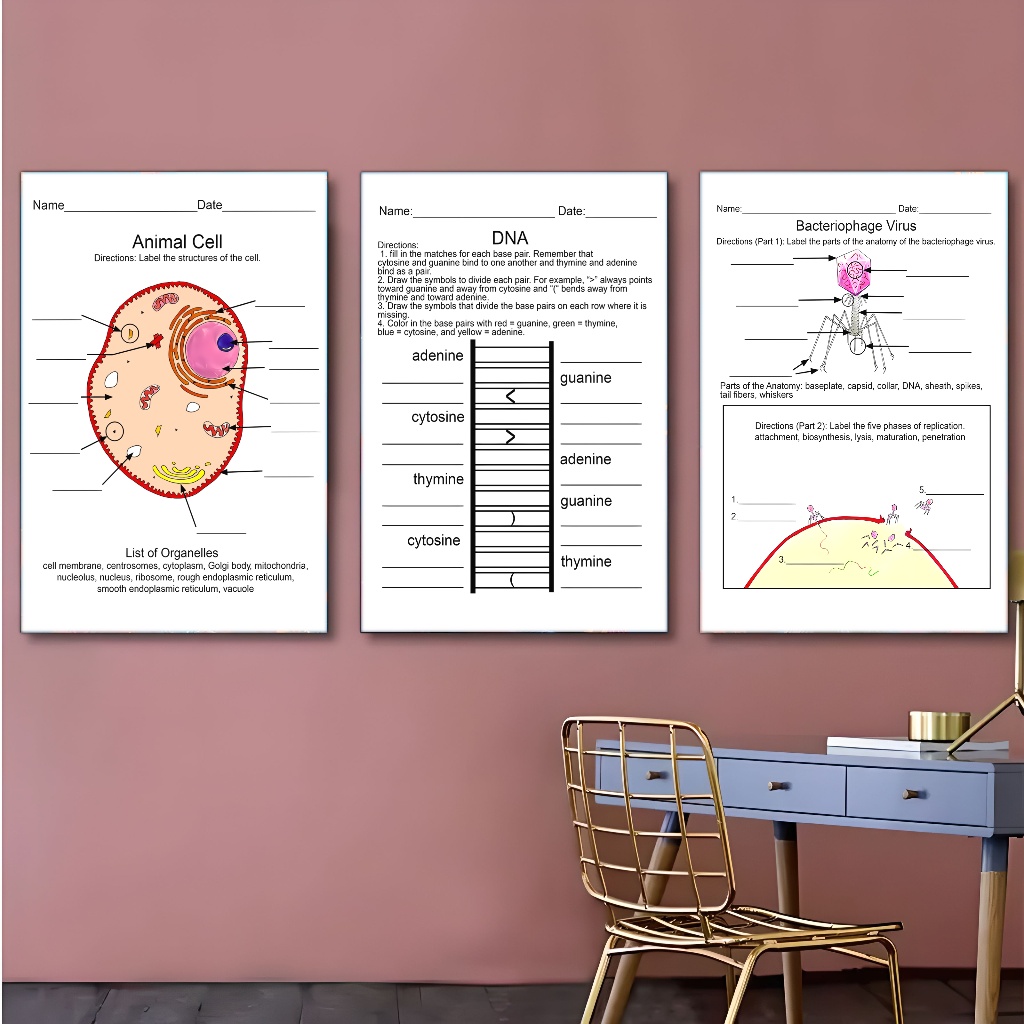 Name Date
Animal Cell
Directions: Label the structures of the cell.
List of Organelles
cell membrane, centrosomes, cytoplasm, Golgi body, mitochondria,
nucleolus, nucleus, ribosome, rough endoplasmic reticulum,
smooth endoplasmic reticulum, vacuole
Name: Date:
DNA
Directions:
1. fill in the matches for each base pair. Remember that
cytosine and guanine bind to one another and thymine and adenine
bind as a pair.
2. Draw the symbols to divide each pair. For example, ">" always points
toward guanine and away from cytosine and "(" bends away from
thymine and toward adenine.
3. Draw the symbols that divide the base pairs on each row where it is
missing.
4. Color in the base pairs with red = guanine, green = thymine,
blue = cytosine, and yellow = adenine.
adenine
guanine
<
cytosine
>
adenine
thymine
guanine
)
cytosine
thymine
(
Name: Date:
Bacteriophage Virus
Directions (Part 1): Label the parts of the anatomy of the bacteriophage virus.
Parts of the Anatomy: baseplate, capsid, collar, DNA, sheath, spikes,
tail fibers, whiskers
Directions (Part 2): Label the five phases of replication.
attachment, biosynthesis, lysis, maturation, penetration
1.
2.
3.
4.
5.